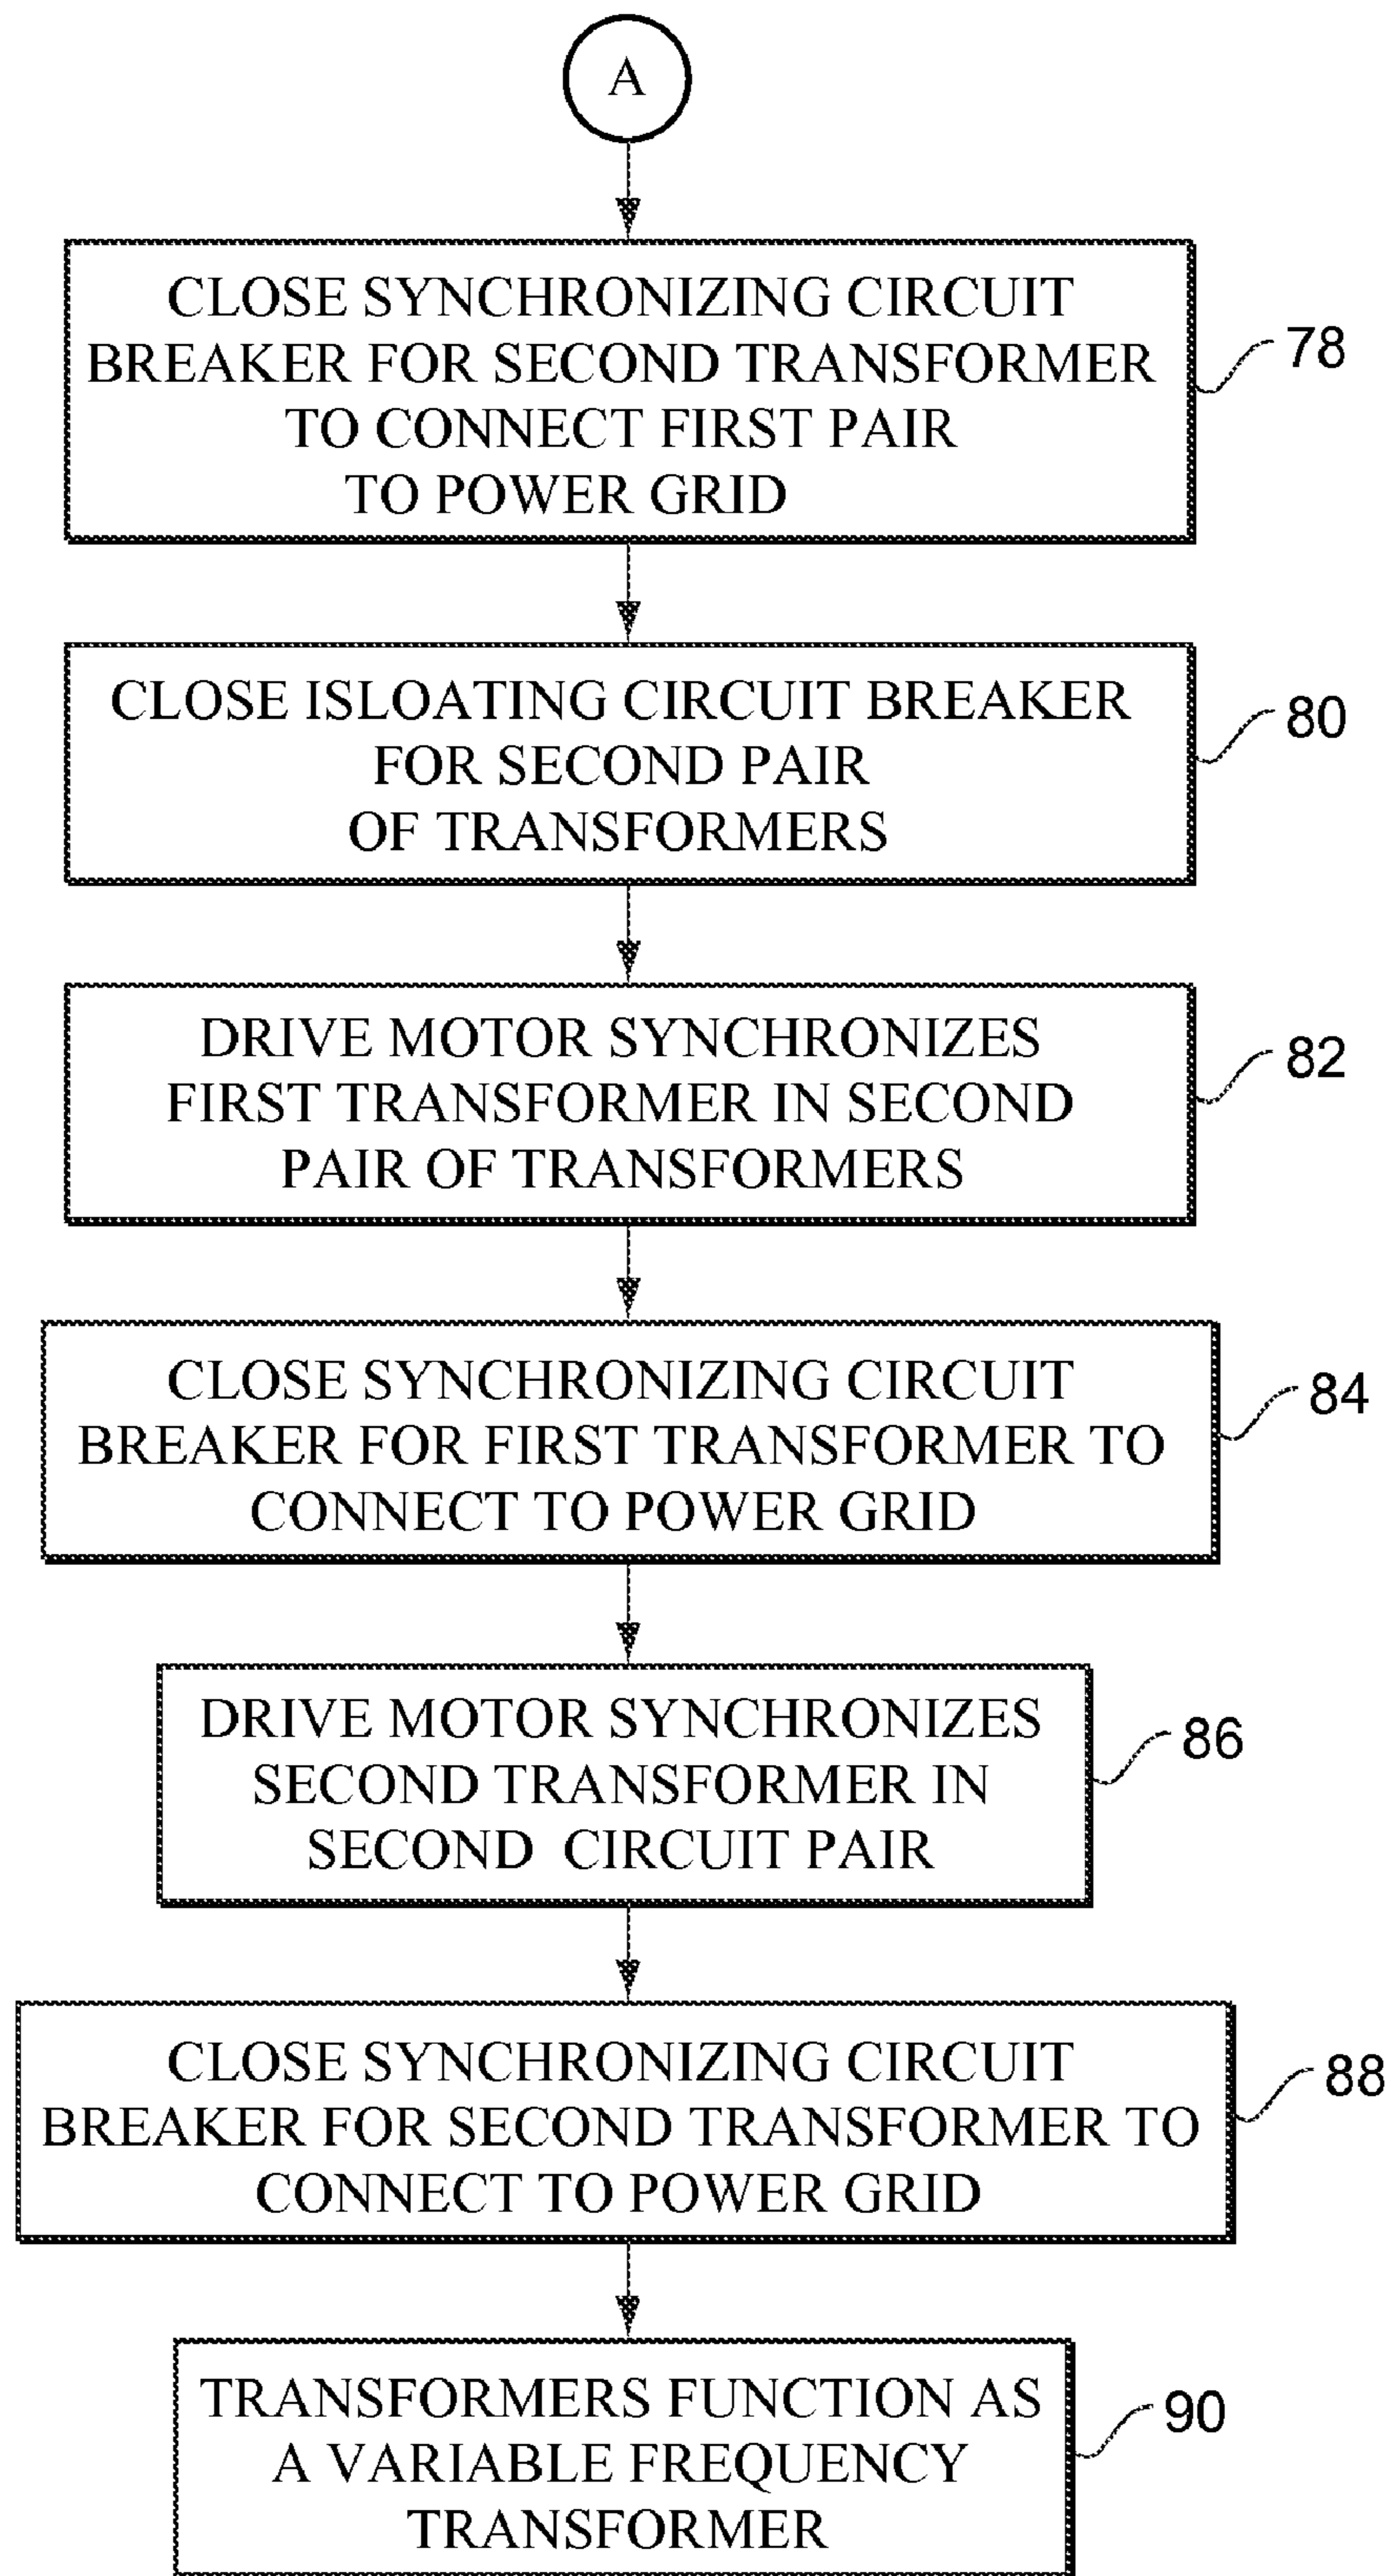 A
CLOSE SYNCHRONIZING CIRCUIT
BREAKER FOR SECOND TRANSFORMER
TO CONNECT FIRST PAIR
TO POWER GRID
78
CLOSE ISLOATING CIRCUIT BREAKER
FOR SECOND PAIR
OF TRANSFORMERS
80
DRIVE MOTOR SYNCHRONIZES
FIRST TRANSFORMER IN SECOND
PAIR OF TRANSFORMERS
82
CLOSE SYNCHRONIZING CIRCUIT
BREAKER FOR FIRST TRANSFORMER TO
CONNECT TO POWER GRID
84
DRIVE MOTOR SYNCHRONIZES
SECOND TRANSFORMER IN
SECOND CIRCUIT PAIR
86
CLOSE SYNCHRONIZING CIRCUIT
BREAKER FOR SECOND TRANSFORMER TO
CONNECT TO POWER GRID
88
TRANSFORMERS FUNCTION AS
A VARIABLE FREQUENCY
TRANSFORMER
90